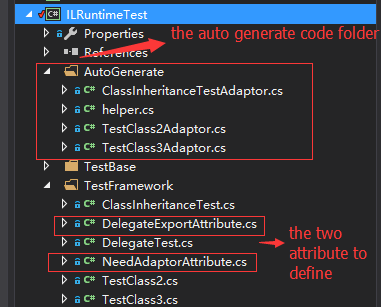 ILRuntimeTest
Properties
the auto generate code folder
References
AutoGenerate
ClassInheritanceTestAdaptor.cs
helper.cs
TestClass2Adaptor.cs
TestClass3Adaptor.cs
TestBase
TestFramework
ClassInheritanceTest.cs
DelegateExportAttribute.cs
the two
DelegateTest.cs
attribute to
NeedAdaptorAttribute.cs
define
TestClass2.cs
TestClass3.cs